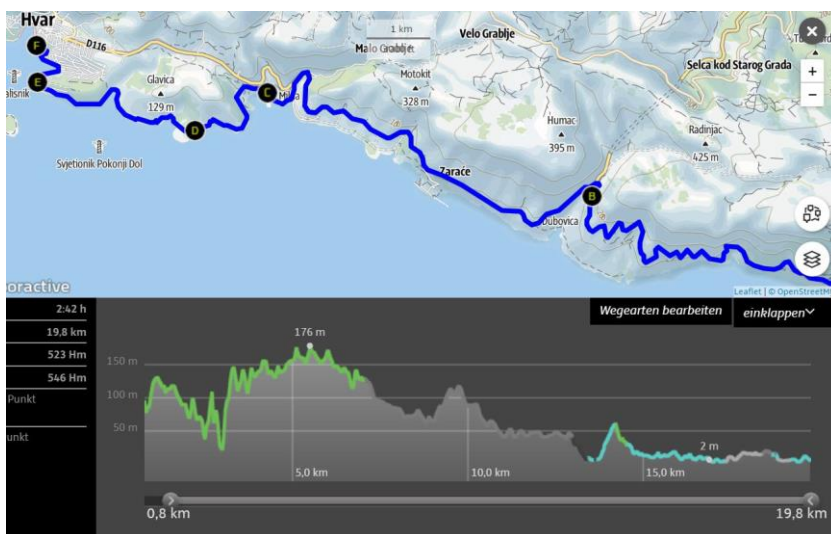 Hvar
F
D116
1 km
Malo Grablje
Velo Grablje
×
+
−
Selca kod Starog Grada
E
alisnik
Glavica
129 m
C
Milna
Motokit
328 m
D
Humac
395 m
Radinjac
425 m
Svjetionik Pokonji Dol
Zaraće
B
Dubovica
oractive
Leaflet | © OpenStreetM
2:42 h
19,8 km
523 Hm
546 Hm
Punkt
unkt
Wegearten bearbeiten
einklappen
176 m
150 m
100 m
50 m
2 m
5,0 km
10,0 km
15,0 km
0,8 km
19,8 km